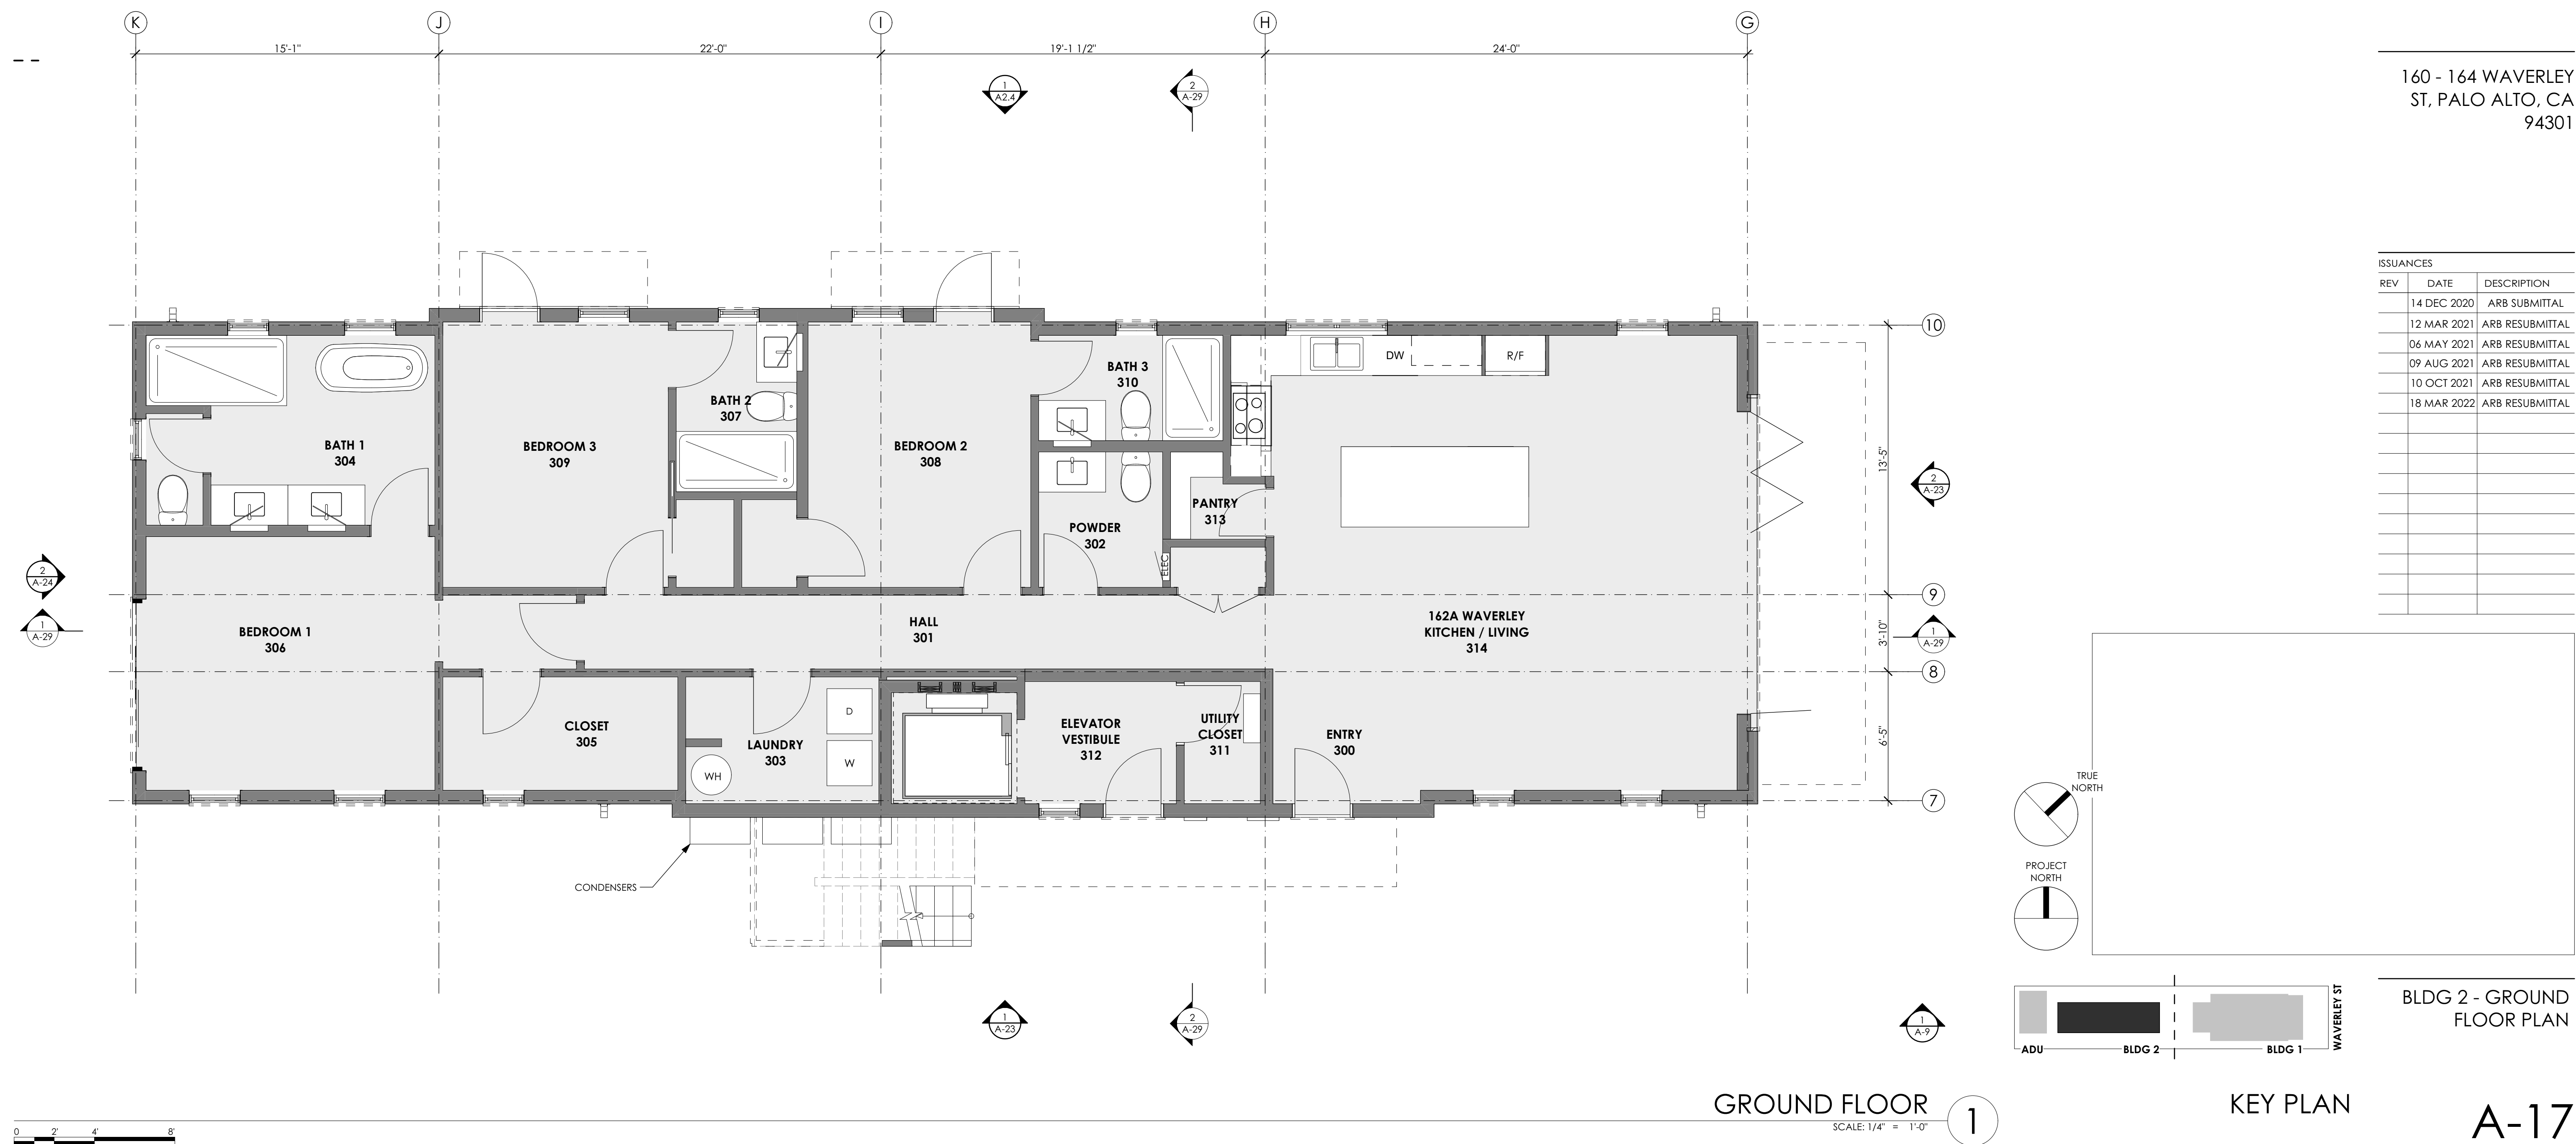 K
J
I
H
G
15'-1"
22'-0"
19'-1 1/2"
24'-0"
1
A2.4
2
A-29
160 - 164 WAVERLEY
ST, PALO ALTO, CA
94301
ISSUANCES
REV DATE DESCRIPTION
14 DEC 2020 ARB SUBMITTAL
12 MAR 2021 ARB RESUBMITTAL
06 MAY 2021 ARB RESUBMITTAL
09 AUG 2021 ARB RESUBMITTAL
10 OCT 2021 ARB RESUBMITTAL
18 MAR 2022 ARB RESUBMITTAL
10
9
8
7
13'-5"
3'-10"
6'-5"
2
A-23
1
A-29
2
A-24
1
A-29
BATH 1
304
BEDROOM 3
309
BATH 2
307
BEDROOM 2
308
BATH 3
310
DW
R/F
PANTRY
313
POWDER
302
ELEC
BEDROOM 1
306
HALL
301
162A WAVERLEY
KITCHEN / LIVING
314
CLOSET
305
LAUNDRY
303
D
W
WH
ELEVATOR
VESTIBULE
312
UTILITY
CLOSET
311
ENTRY
300
CONDENSERS
TRUE
NORTH
PROJECT
NORTH
1
A-23
2
A-29
1
A-9
ADU
BLDG 2
BLDG 1
WAVERLEY ST
BLDG 2 - GROUND
FLOOR PLAN
GROUND FLOOR
1
SCALE: 1/4" = 1'-0"
KEY PLAN
A-17
0 2' 4' 8'